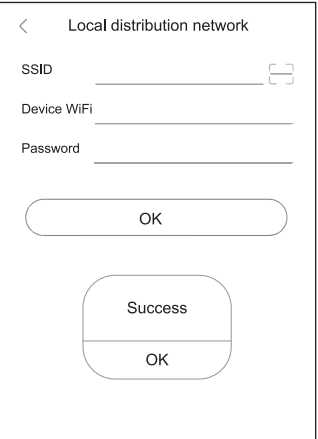 Local distribution network
SSID
Device WiFi
Password
OK
Success
OK